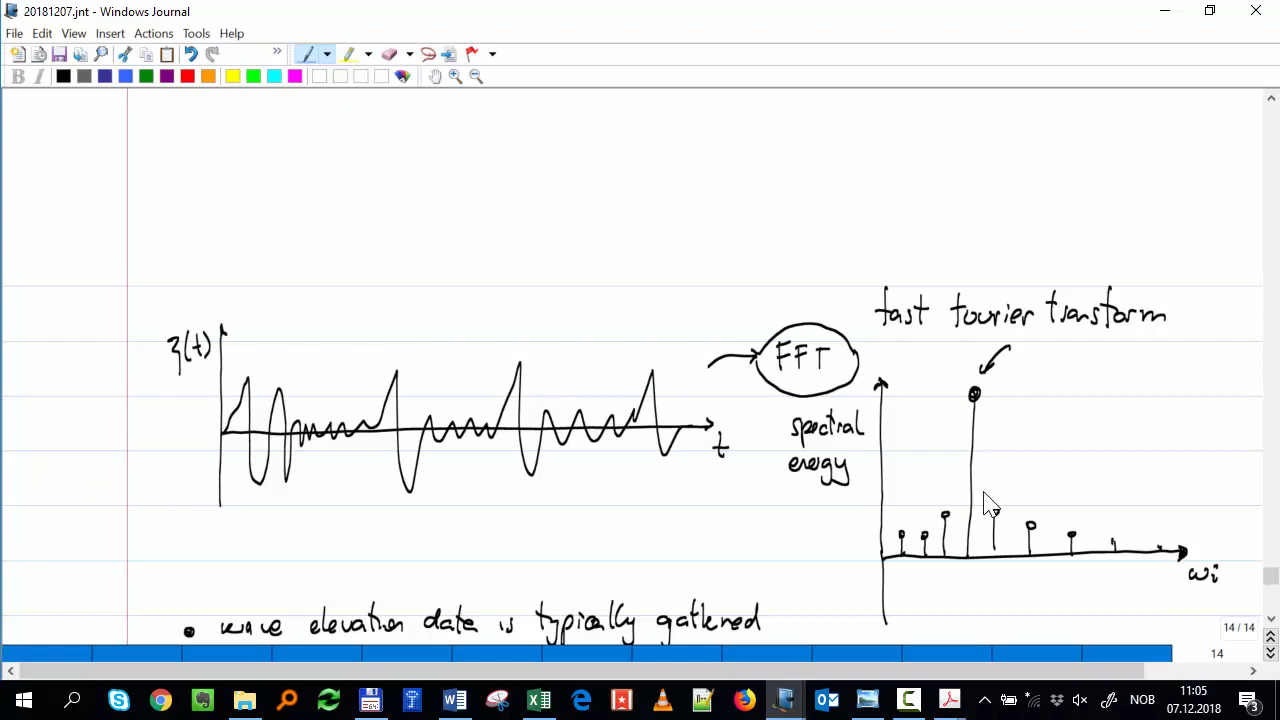 20181207.jnt - Windows Journal
File Edit View Insert Actions Tools Help
B I
fast fourier transform
ζ(t)
FFT
t
spectral
energy
ωi
• wave elevation data is typically gathered
14 / 14
14
NOB
11:05
07.12.2018
3